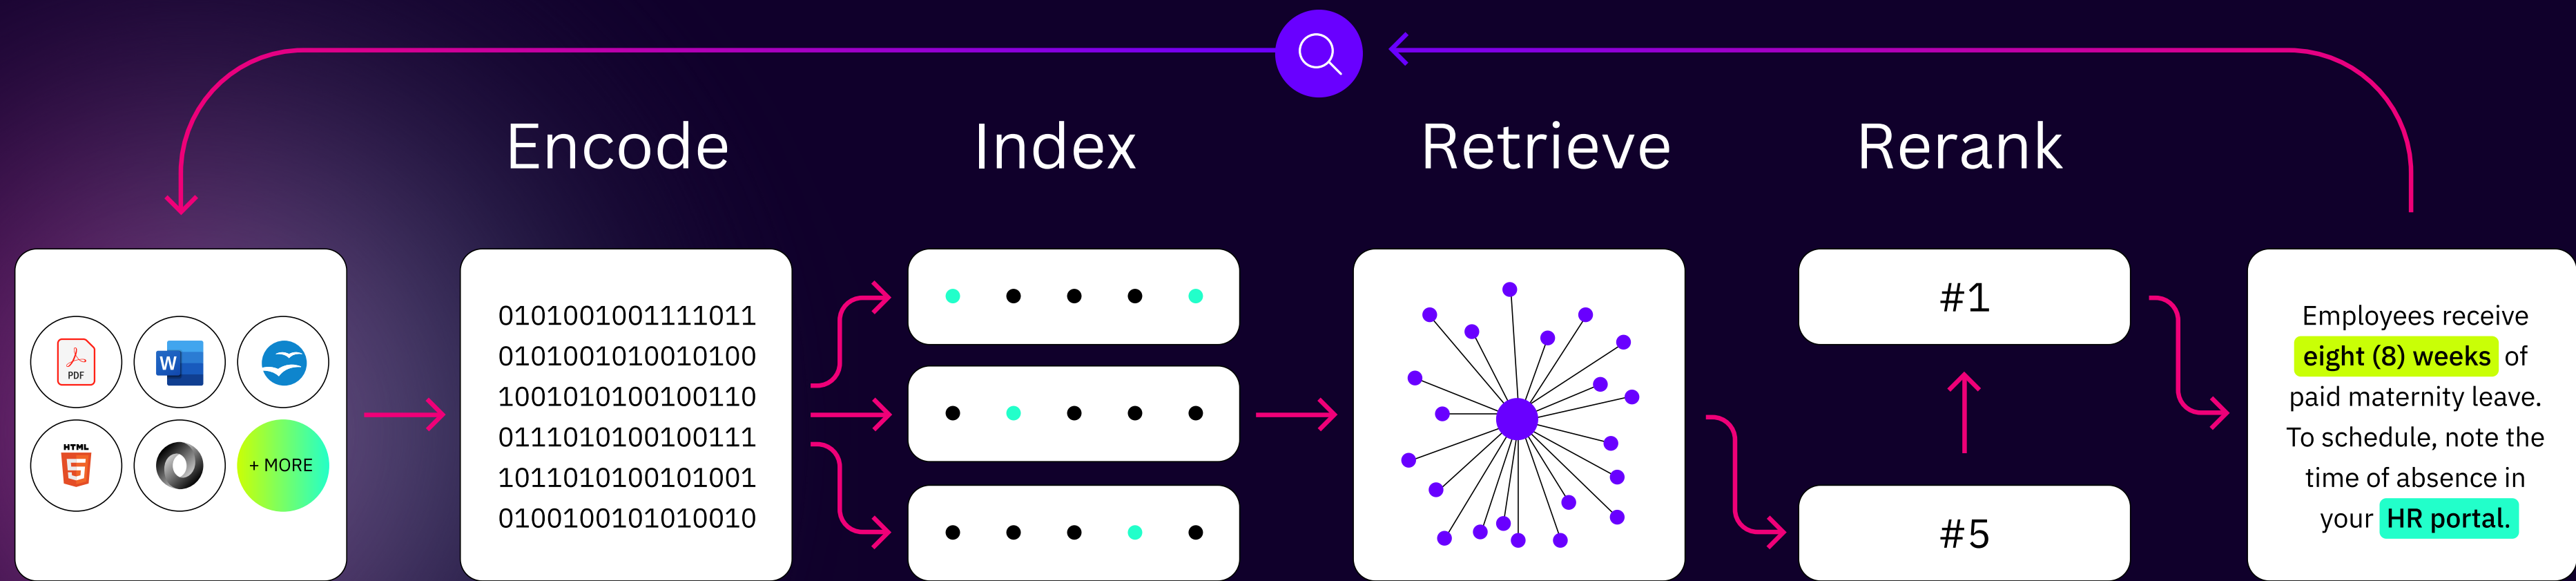 Encode
Index
Retrieve
Rerank
PDF
W
HTML
5
+ MORE
0101001001111011
0101001010010100
1001010100100110
0111010100100111
1011010100101001
0100100101010010
#1
#5
Employees receive
eight (8) weeks of
paid maternity leave.
To schedule, note the
time of absence in
your HR portal.